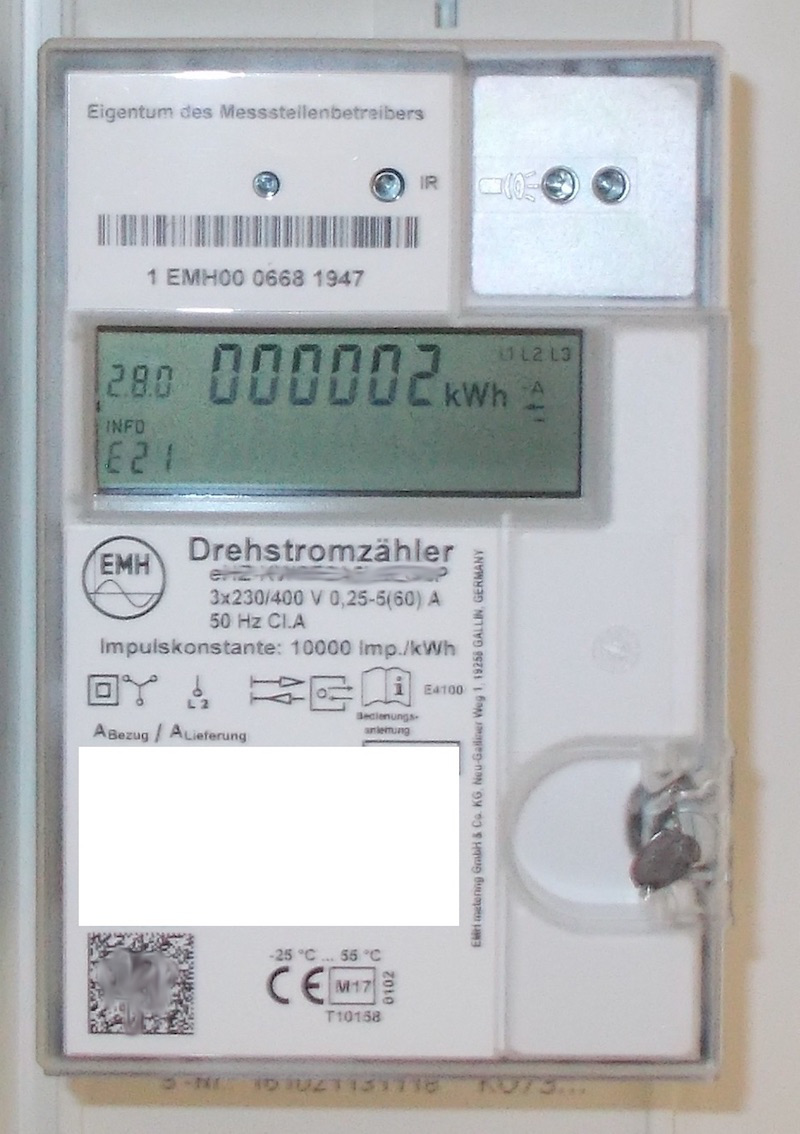 Eigentum des Messstellenbetreibers
IR
1 EMH00 0668 1947
2.8.0 000002 kWh
L1 L2 L3
-A
INFO
E21
EMH
Drehstromzähler
3x230/400 V 0,25-5(60) A
50 Hz Cl.A
Impulskonstante: 10000 Imp./kWh
L 2
i
E4100
Bedienungs-
anleitung
ABezug / ALieferung
EMH metering GmbH & Co. KG, Neu-Galliner Weg 1, 19258 GALLIN, GERMANY
-25 °C ... 55 °C
CE M17 0102
T10158